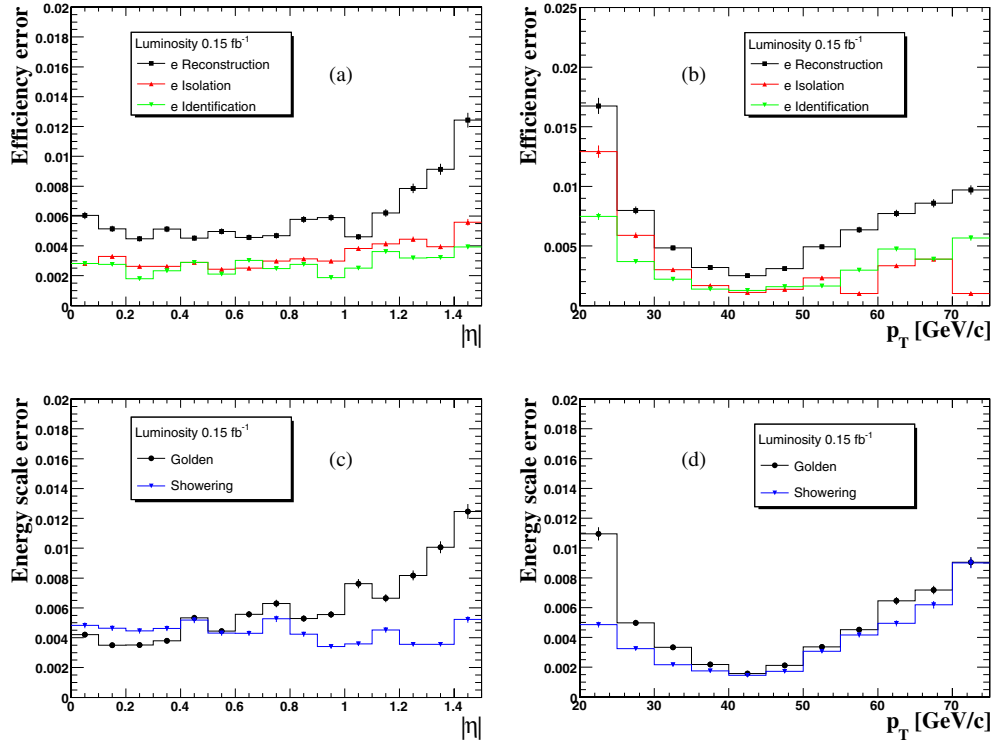 Efficiency error
0.02
0.018
0.016
0.014
0.012
0.01
0.008
0.006
0.004
0.002
0
Luminosity 0.15 fb⁻¹
e Reconstruction
e Isolation
e Identification
(a)
0 0.2 0.4 0.6 0.8 1 1.2 1.4
|η|
Efficiency error
0.025
0.02
0.015
0.01
0.005
0
(b)
Luminosity 0.15 fb⁻¹
e Reconstruction
e Isolation
e Identification
20 30 40 50 60 70
p_T [GeV/c]
Energy scale error
0.02
0.018
0.016
0.014
0.012
0.01
0.008
0.006
0.004
0.002
0
Luminosity 0.15 fb⁻¹
Golden
Showering
(c)
0 0.2 0.4 0.6 0.8 1 1.2 1.4
|η|
Energy scale error
0.02
0.018
0.016
0.014
0.012
0.01
0.008
0.006
0.004
0.002
0
(d)
Luminosity 0.15 fb⁻¹
Golden
Showering
20 30 40 50 60 70
p_T [GeV/c]